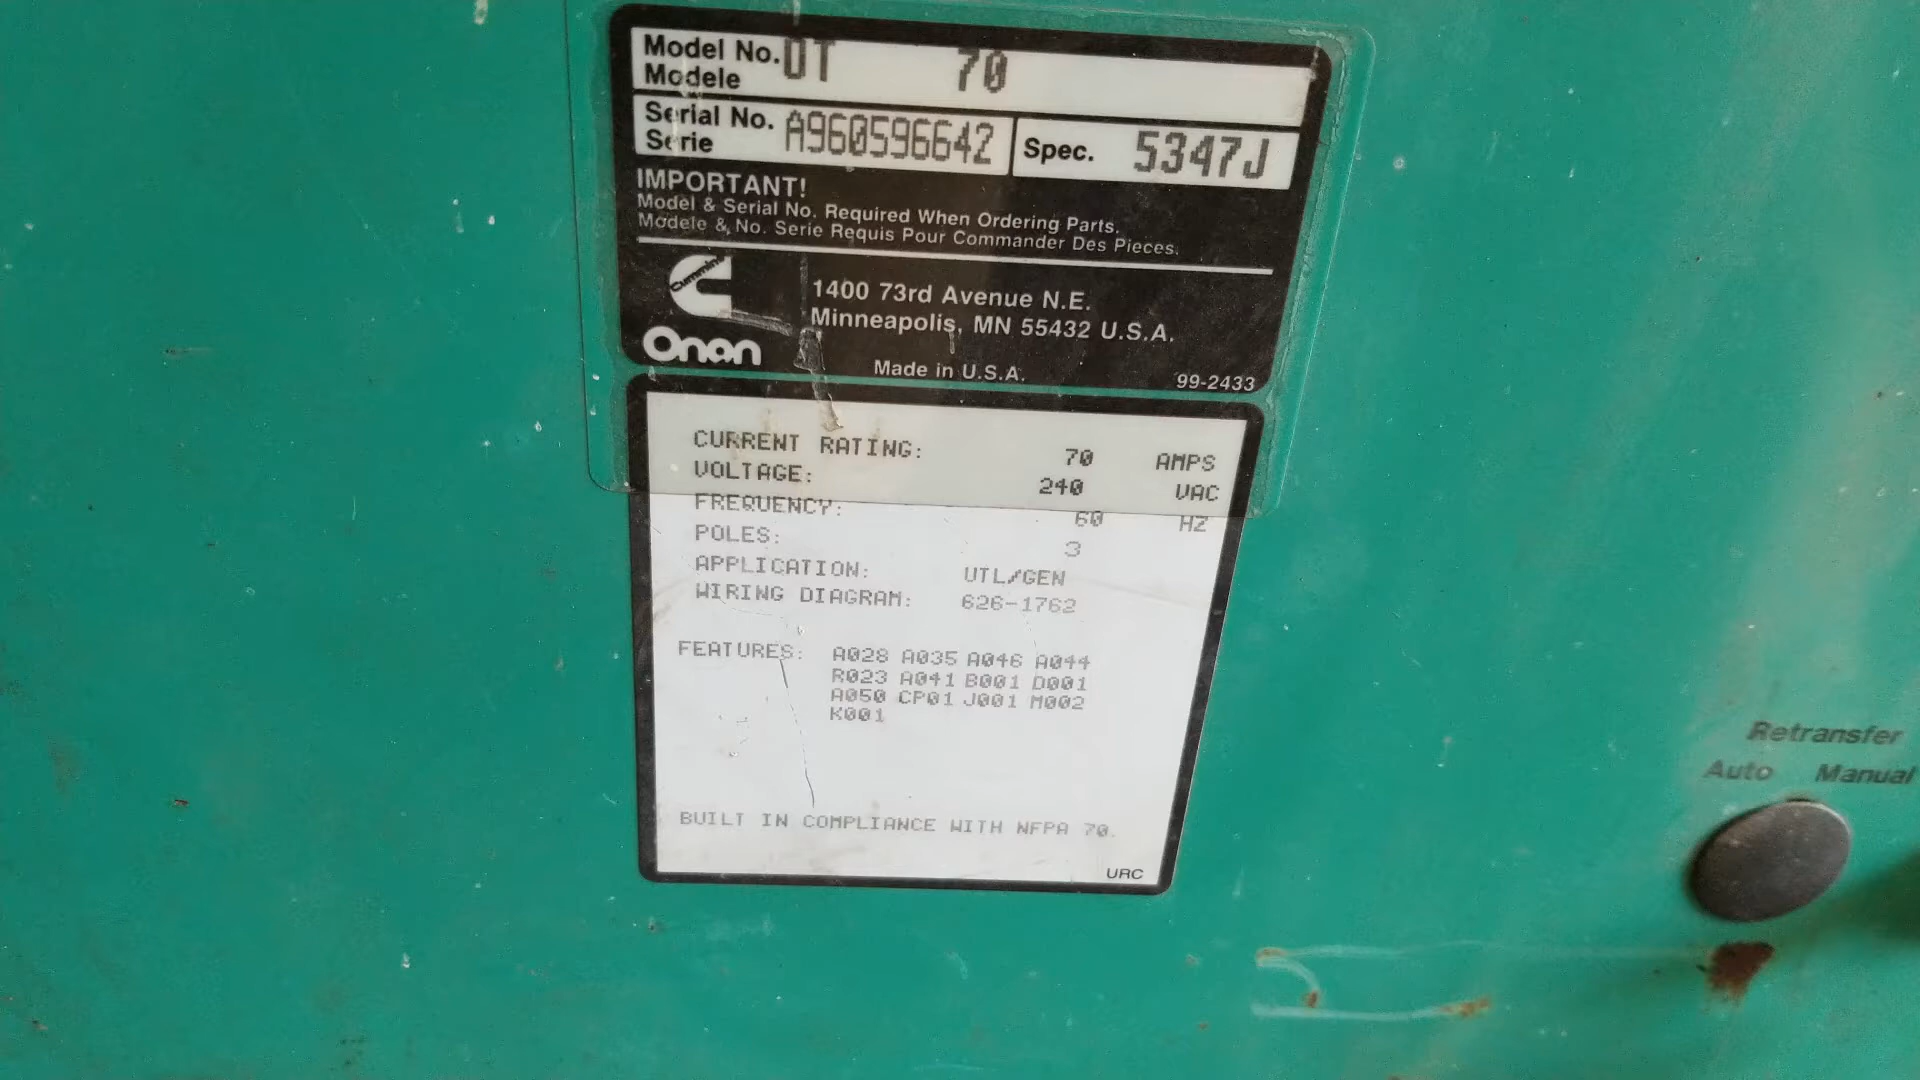 Model No. OT 70
Modele
Serial No. A960596642
Serie
Spec. 5347J
IMPORTANT!
Model & Serial No. Required When Ordering Parts.
Modele & No. Serie Requis Pour Commander Des Pieces.
Cummins
Onan
1400 73rd Avenue N.E.
Minneapolis, MN 55432 U.S.A.
Made in U.S.A.
99-2433
CURRENT RATING: 70 AMPS
VOLTAGE: 240 VAC
FREQUENCY: 60 HZ
POLES: 3
APPLICATION: UTL/GEN
WIRING DIAGRAM: 626-1762
FEATURES: A028 A035 A046 A044
R023 A041 B001 D001
A050 CP01 J001 M002
K001
BUILT IN COMPLIANCE WITH NFPA 70.
URC
Retransfer
Auto Manual